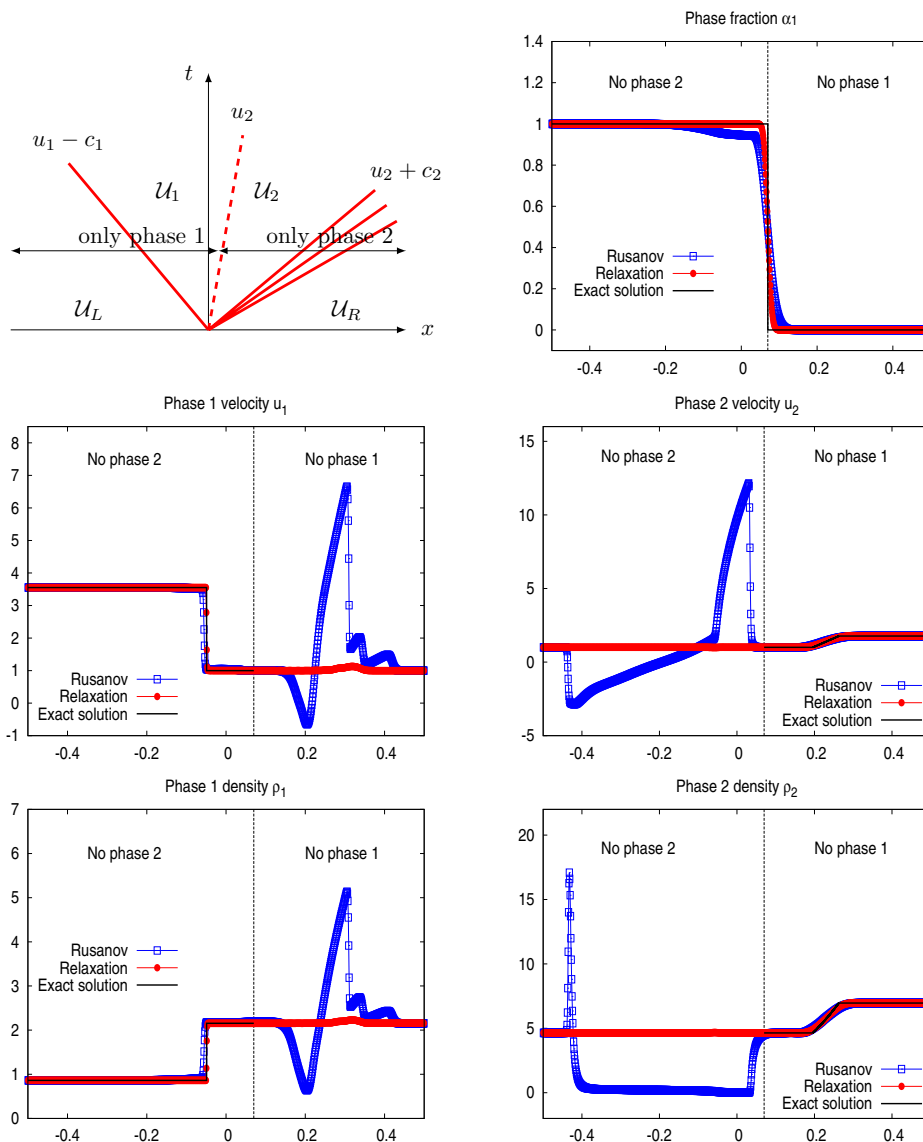 t
u₂
u₁ − c₁
u₂ + c₂
𝒰₁
𝒰₂
only phase 1
only phase 2
𝒰_L
𝒰_R
x
Phase fraction α₁
1.4
1.2
1
0.8
0.6
0.4
0.2
0
No phase 2
No phase 1
Rusanov
Relaxation
Exact solution
-0.4
-0.2
0
0.2
0.4
Phase 1 velocity u₁
8
7
6
5
4
3
2
1
0
-1
No phase 2
No phase 1
Rusanov
Relaxation
Exact solution
-0.4
-0.2
0
0.2
0.4
Phase 2 velocity u₂
15
10
5
0
-5
No phase 2
No phase 1
Rusanov
Relaxation
Exact solution
-0.4
-0.2
0
0.2
0.4
Phase 1 density ρ₁
7
6
5
4
3
2
1
0
No phase 2
No phase 1
Rusanov
Relaxation
Exact solution
-0.4
-0.2
0
0.2
0.4
Phase 2 density ρ₂
20
15
10
5
0
No phase 2
No phase 1
Rusanov
Relaxation
Exact solution
-0.4
-0.2
0
0.2
0.4